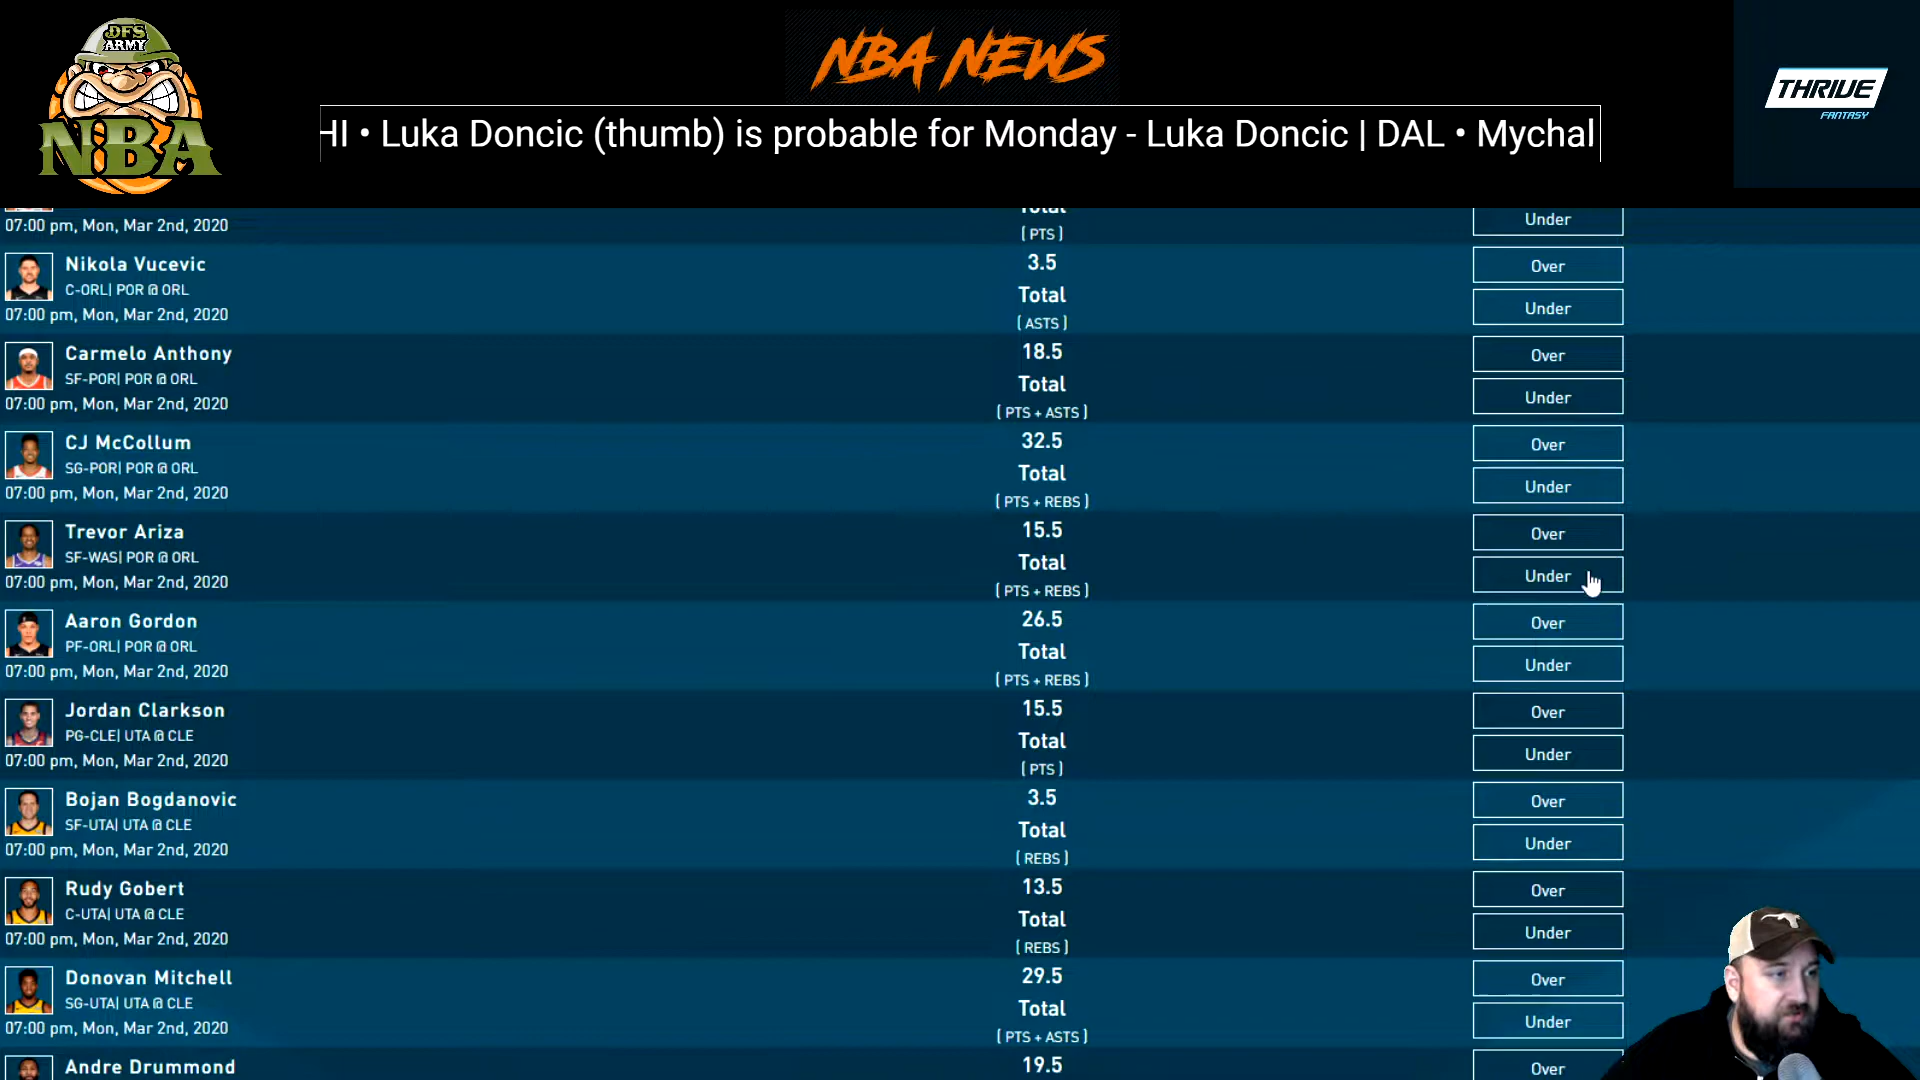 DFS
ARMY
NBA
NBA NEWS
THRIVE
FANTASY
HI • Luka Doncic (thumb) is probable for Monday - Luka Doncic | DAL • Mychal
07:00 pm, Mon, Mar 2nd, 2020
Total
( PTS )
Under
Nikola Vucevic
C-ORL| POR @ ORL
07:00 pm, Mon, Mar 2nd, 2020
3.5
Total
( ASTS )
Over
Under
Carmelo Anthony
SF-POR| POR @ ORL
07:00 pm, Mon, Mar 2nd, 2020
18.5
Total
( PTS + ASTS )
Over
Under
CJ McCollum
SG-POR| POR @ ORL
07:00 pm, Mon, Mar 2nd, 2020
32.5
Total
( PTS + REBS )
Over
Under
Trevor Ariza
SF-WAS| POR @ ORL
07:00 pm, Mon, Mar 2nd, 2020
15.5
Total
( PTS + REBS )
Over
Under
Aaron Gordon
PF-ORL| POR @ ORL
07:00 pm, Mon, Mar 2nd, 2020
26.5
Total
( PTS + REBS )
Over
Under
Jordan Clarkson
PG-CLE| UTA @ CLE
07:00 pm, Mon, Mar 2nd, 2020
15.5
Total
( PTS )
Over
Under
Bojan Bogdanovic
SF-UTA| UTA @ CLE
07:00 pm, Mon, Mar 2nd, 2020
3.5
Total
( REBS )
Over
Under
Rudy Gobert
C-UTA| UTA @ CLE
07:00 pm, Mon, Mar 2nd, 2020
13.5
Total
( REBS )
Over
Under
Donovan Mitchell
SG-UTA| UTA @ CLE
07:00 pm, Mon, Mar 2nd, 2020
29.5
Total
( PTS + ASTS )
Over
Under
Andre Drummond
19.5
Over